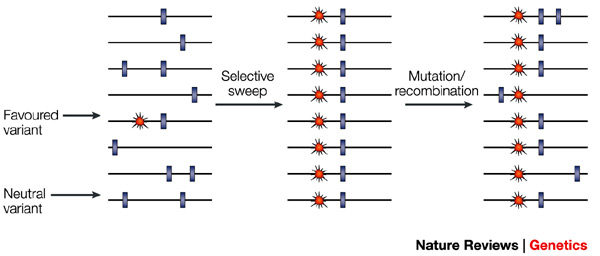 Selective
sweep
Mutation/
recombination
Favoured
variant
Neutral
variant
Nature Reviews | Genetics